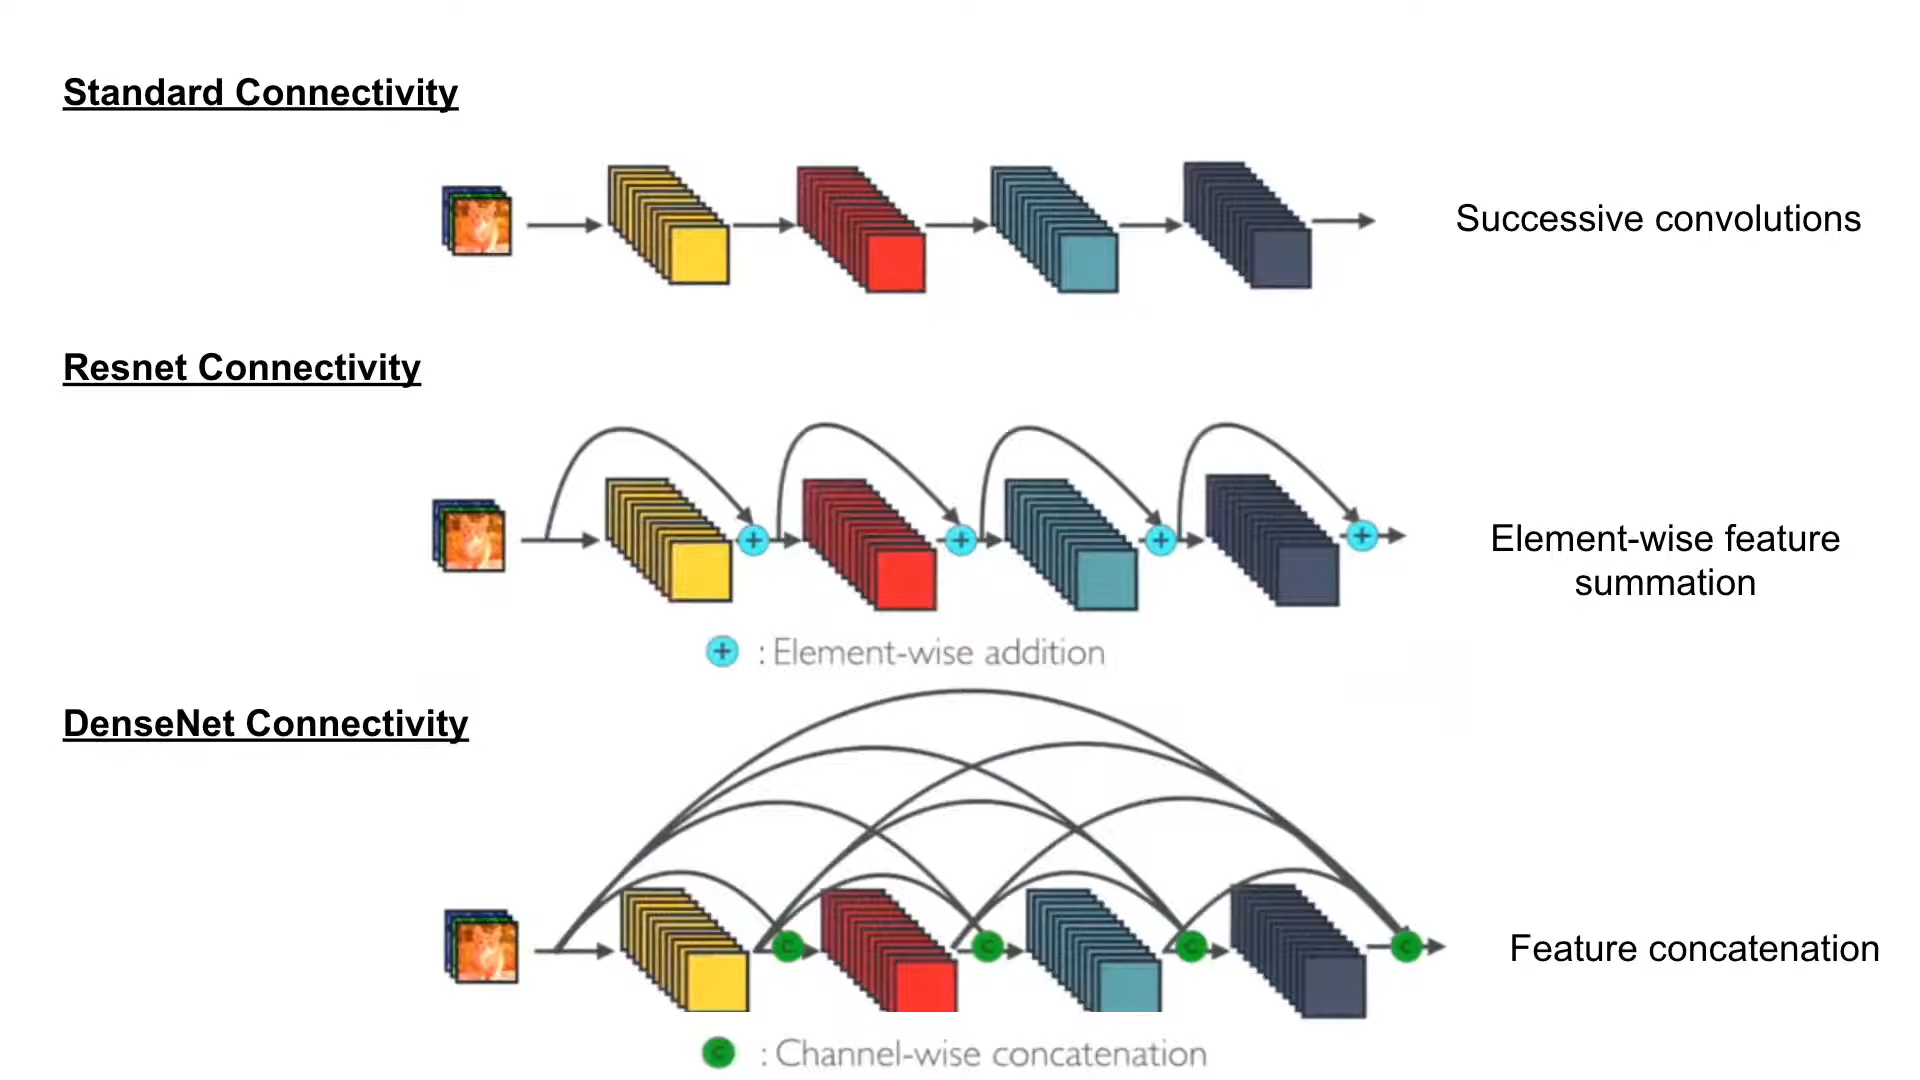 Standard Connectivity
Successive convolutions
Resnet Connectivity
Element-wise feature
summation
+ : Element-wise addition
DenseNet Connectivity
Feature concatenation
C : Channel-wise concatenation